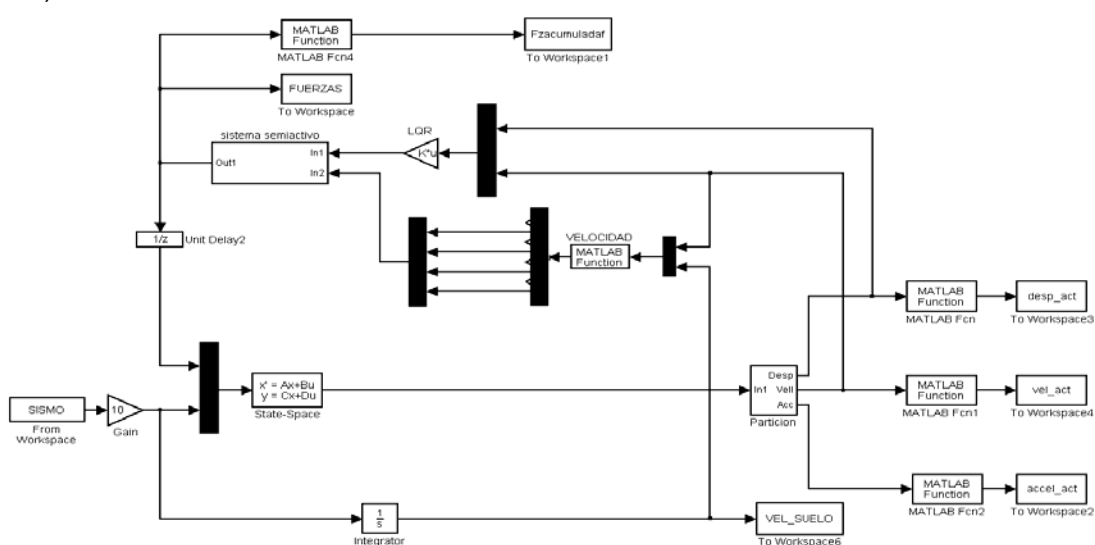 MATLAB
Function
MATLAB Fcn4
Fzacumuladaf
To Workspace1
FUERZAS
To Workspace
sistema semiactivo
Out1
In1
In2
LQR
K*u
1/z
Unit Delay2
VELOCIDAD
MATLAB
Function
MATLAB
Function
MATLAB Fcn
desp_act
To Workspace3
x' = Ax+Bu
y = Cx+Du
State-Space
Desp
In1
Vell
Acc
Particion
MATLAB
Function
MATLAB Fcn1
vel_act
To Workspace4
SISMO
From
Workspace
10
Gain
MATLAB
Function
MATLAB Fcn2
accel_act
To Workspace2
1
s
Integrator
VEL_SUELO
To Workspace6